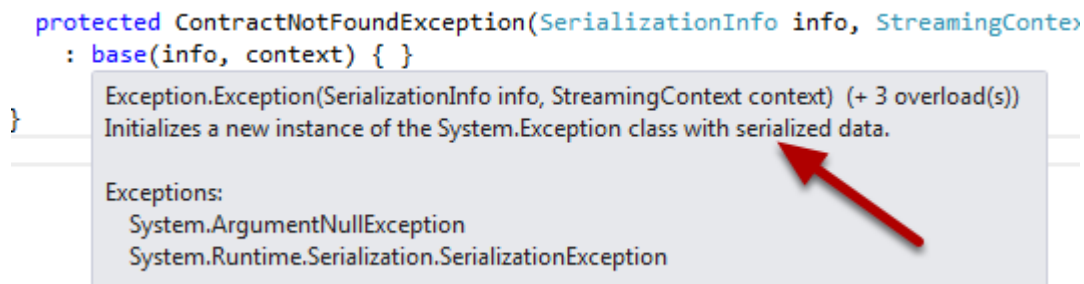 protected ContractNotFoundException(SerializationInfo info, StreamingContex
: base(info, context) { }
Exception.Exception(SerializationInfo info, StreamingContext context) (+ 3 overload(s))
Initializes a new instance of the System.Exception class with serialized data.
}
Exceptions:
System.ArgumentNullException
System.Runtime.Serialization.SerializationException